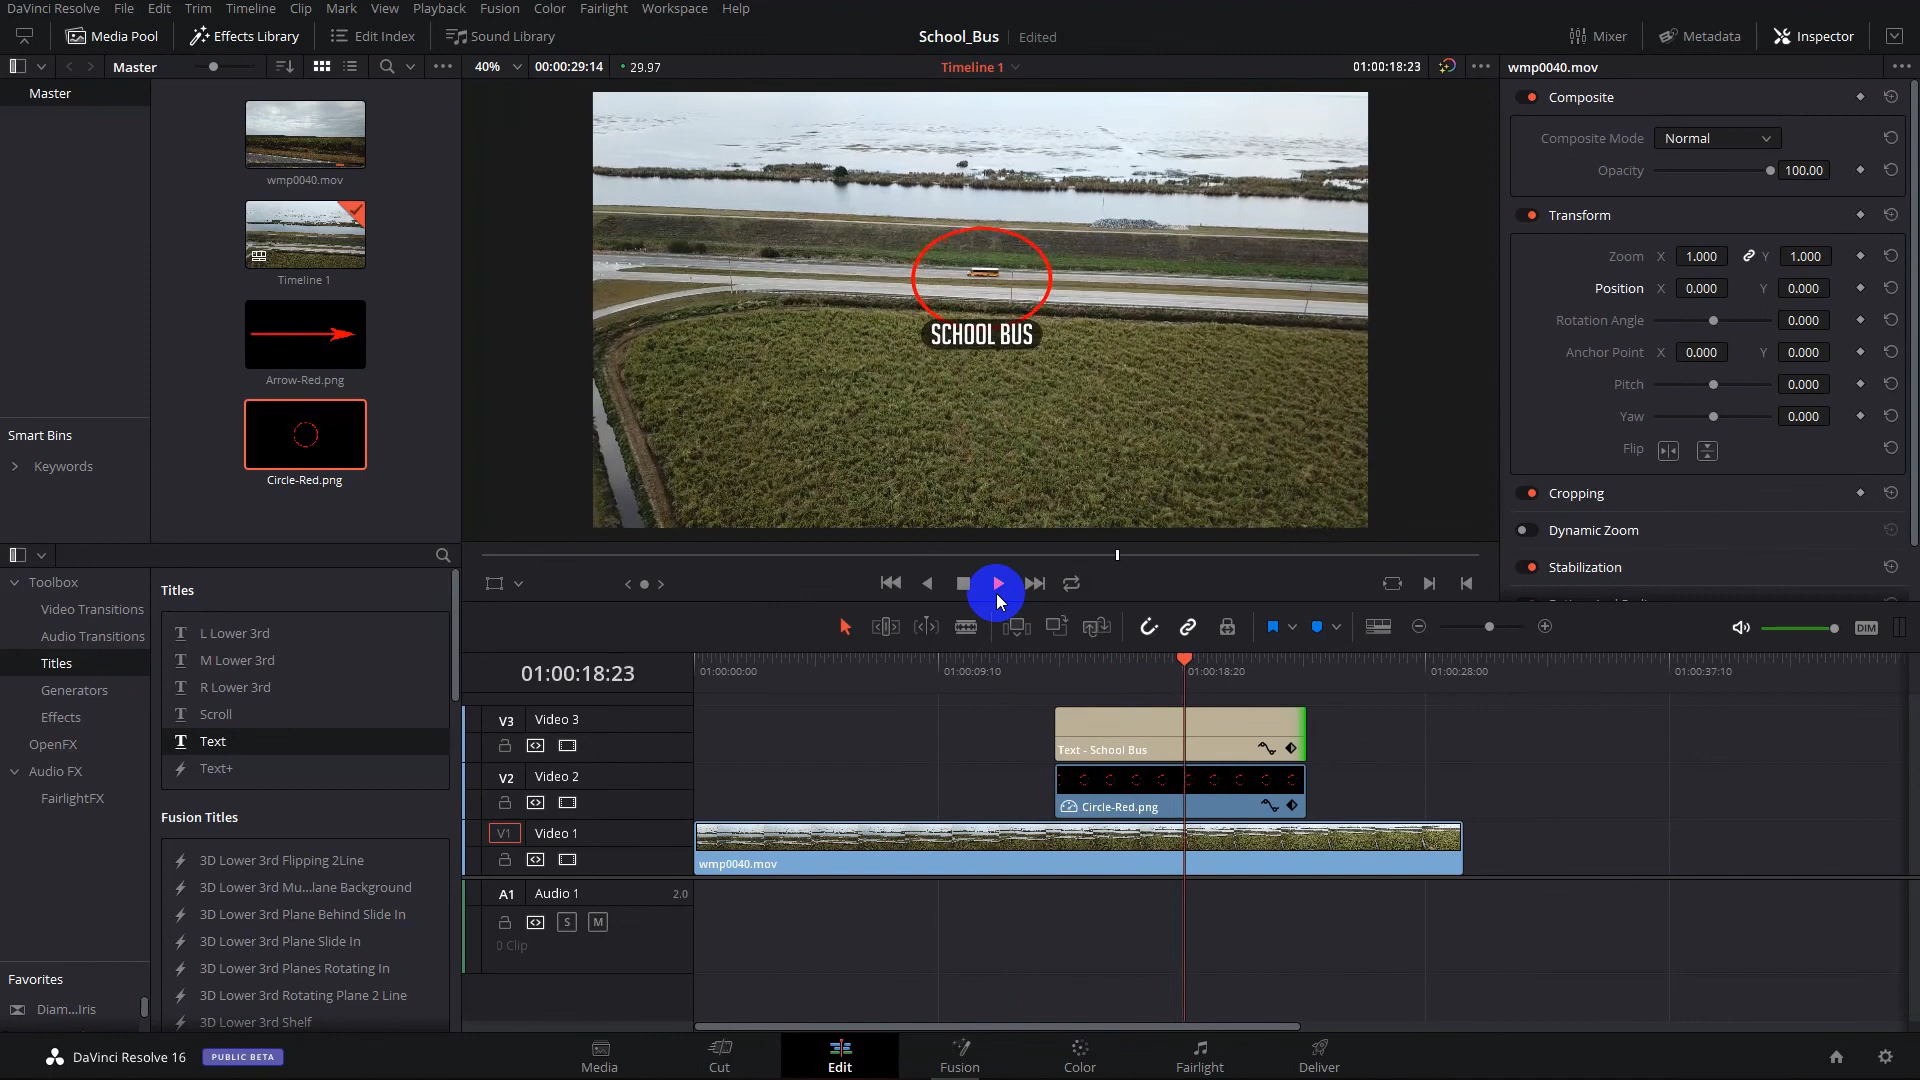 DaVinci Resolve File Edit Trim Timeline Clip Mark View Playback Fusion Color Fairlight Workspace Help
Media Pool Effects Library Edit Index Sound Library School_Bus Edited Mixer Metadata Inspector
Master 40% 00:00:29:14 29.97 Timeline 1 01:00:18:23 wmp0040.mov
Master
wmp0040.mov
Timeline 1
Arrow-Red.png
Circle-Red.png
Smart Bins
Keywords
SCHOOL BUS
Composite
Composite Mode Normal
Opacity 100.00
Transform
Zoom X 1.000 Y 1.000
Position X 0.000 Y 0.000
Rotation Angle 0.000
Anchor Point X 0.000 Y 0.000
Pitch 0.000
Yaw 0.000
Flip
Cropping
Dynamic Zoom
Stabilization
Toolbox
Video Transitions
Audio Transitions
Titles
Generators
Effects
OpenFX
Audio FX
FairlightFX
Favorites
Diam...Iris
Titles
L Lower 3rd
M Lower 3rd
R Lower 3rd
Scroll
Text
Text+
Fusion Titles
3D Lower 3rd Flipping 2Line
3D Lower 3rd Mu...lane Background
3D Lower 3rd Plane Behind Slide In
3D Lower 3rd Plane Slide In
3D Lower 3rd Planes Rotating In
3D Lower 3rd Rotating Plane 2 Line
3D Lower 3rd Shelf
DIM
01:00:18:23 01:00:00:00 01:00:09:10 01:00:18:20 01:00:28:00 01:00:37:10
V3 Video 3
Text - School Bus
V2 Video 2
Circle-Red.png
V1 Video 1
wmp0040.mov
A1 Audio 1 2.0
S M
0 Clip
DaVinci Resolve 16 PUBLIC BETA
Media Cut Edit Fusion Color Fairlight Deliver